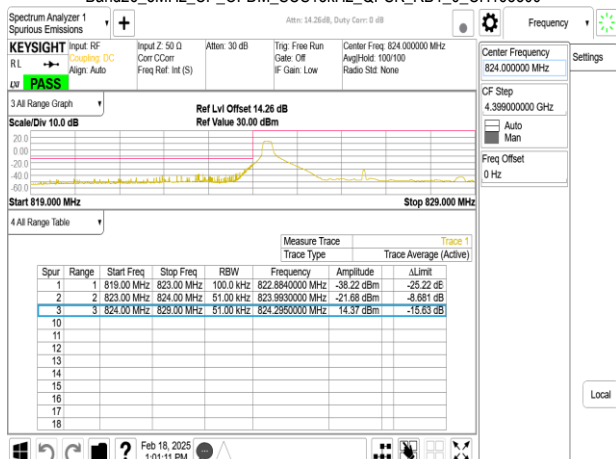 Spectrum Analyzer 1
Spurious Emissions
Attn: 14.26dB, Duty Corr: 0 dB
Frequency
KEYSIGHT
RL
PASS
Input: RF
Coupling: DC
Align: Auto
Input Z: 50 Ω
Corr CCorr
Freq Ref: Int (S)
Atten: 30 dB
Trig: Free Run
Gate: Off
IF Gain: Low
Center Freq: 824.000000 MHz
Avg|Hold: 100/100
Radio Std: None
Center Frequency
824.000000 MHz
Settings
CF Step
4.399000000 GHz
Auto
Man
Freq Offset
0 Hz
3 All Range Graph
Scale/Div 10.0 dB
Ref Lvl Offset 14.26 dB
Ref Value 30.00 dBm
20.0
0.00
-20.0
-40.0
-60.0
Start 819.000 MHz
Stop 829.000 MHz
4 All Range Table
Measure Trace Trace 1
Trace Type Trace Average (Active)
Spur Range Start Freq Stop Freq RBW Frequency Amplitude ΔLimit
1 1 819.00 MHz 823.00 MHz 100.0 kHz 822.8840000 MHz -38.22 dBm -25.22 dB
2 2 823.00 MHz 824.00 MHz 51.00 kHz 823.9930000 MHz -21.68 dBm -8.681 dB
3 3 824.00 MHz 829.00 MHz 51.00 kHz 824.2950000 MHz 14.37 dBm -15.63 dB
10
11
12
13
14
15
16
17
18
Local
Feb 18, 2025
1:01:11 PM